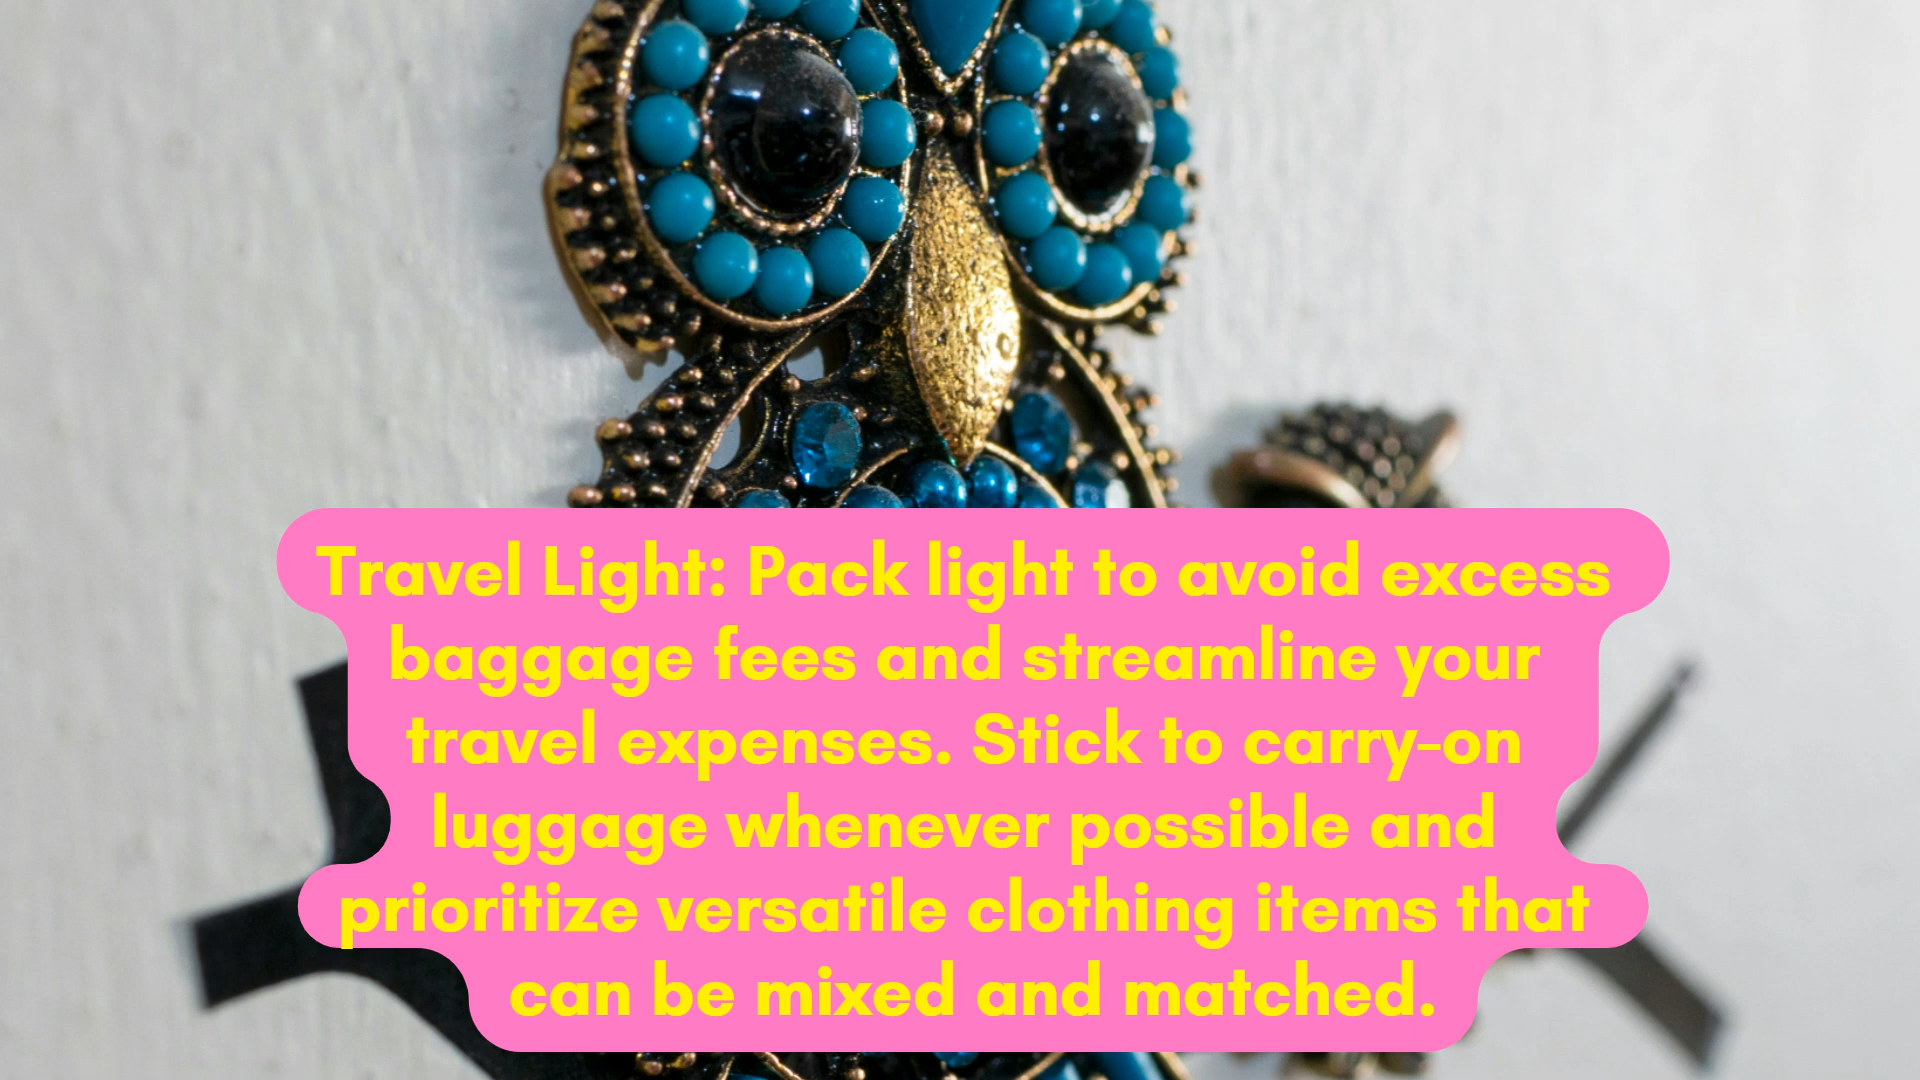 Travel Light: Pack light to avoid excess
baggage fees and streamline your
travel expenses. Stick to carry-on
luggage whenever possible and
prioritize versatile clothing items that
can be mixed and matched.